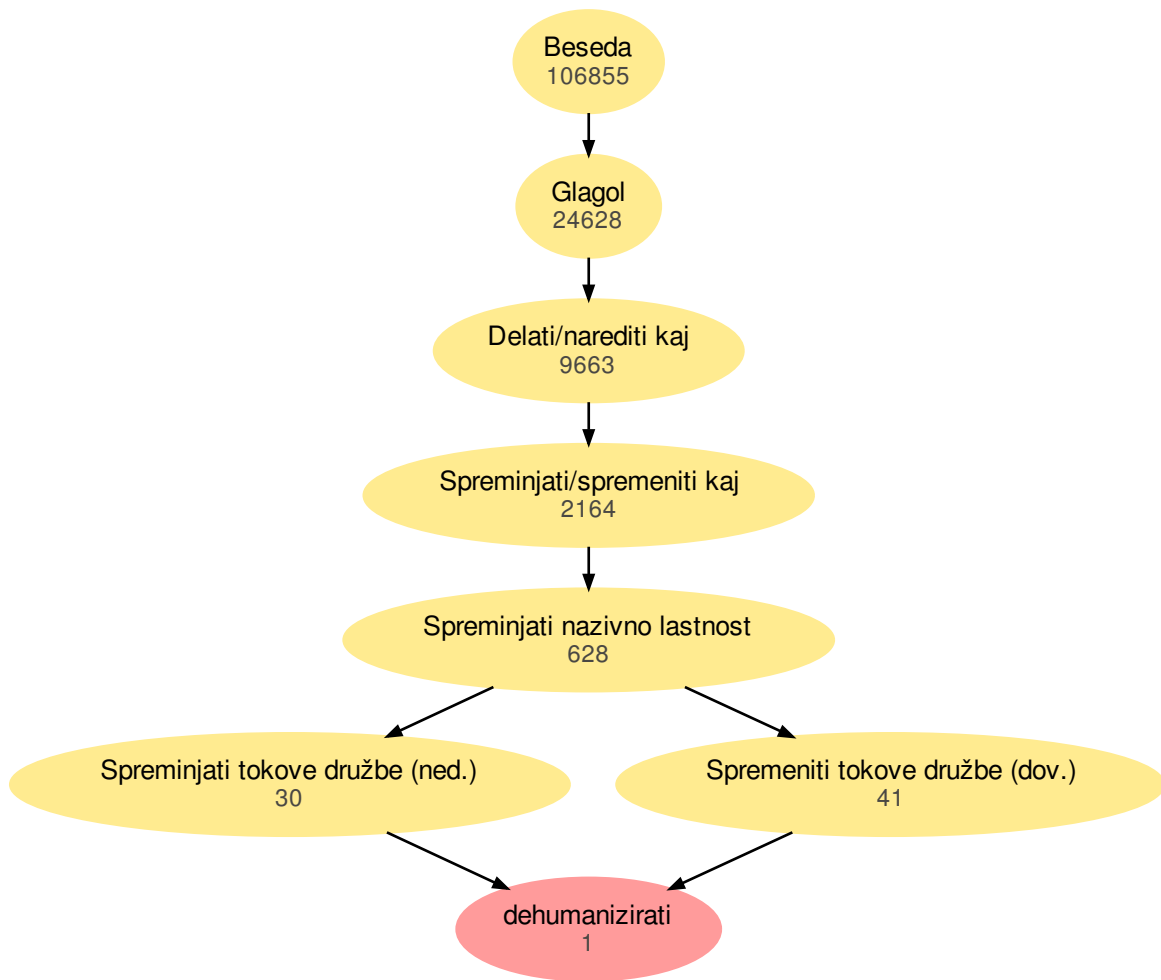 Beseda
106855
Glagol
24628
Delati/narediti kaj
9663
Spreminjati/spremeniti kaj
2164
Spreminjati nazivno lastnost
628
Spreminjati tokove družbe (ned.)
30
Spremeniti tokove družbe (dov.)
41
dehumanizirati
1